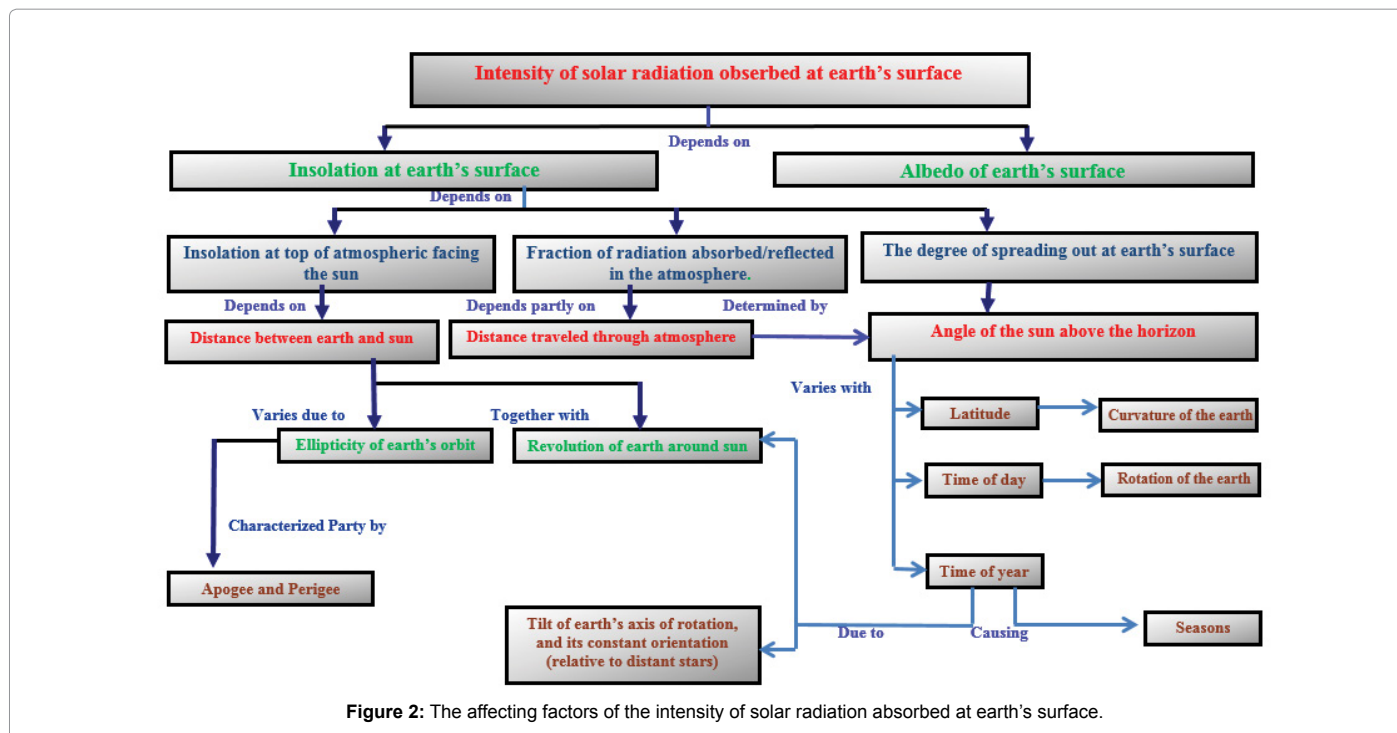 Intensity of solar radiation obserbed at earth's surface
Depends on
Insolation at earth's surface
Albedo of earth's surface
Depends on
Insolation at top of atmospheric facing
the sun
Fraction of radiation absorbed/reflected
in the atmosphere.
The degree of spreading out at earth's surface
Depends on
Depends partly on
Determined by
Distance between earth and sun
Distance traveled through atmosphere
Angle of the sun above the horizon
Varies due to
Together with
Varies with
Latitude
Curvature of the earth
Ellipticity of earth's orbit
Revolution of earth around sun
Time of day
Rotation of the earth
Characterized Party by
Time of year
Apogee and Perigee
Tilt of earth's axis of rotation,
and its constant orientation
(relative to distant stars)
Due to
Causing
Seasons
Figure 2: The affecting factors of the intensity of solar radiation absorbed at earth's surface.